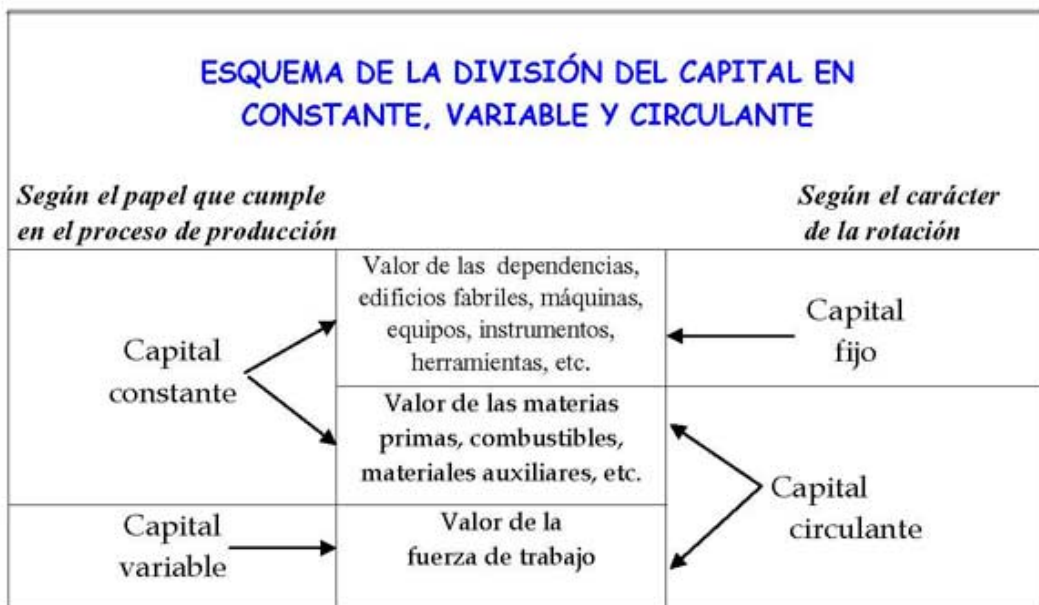 ESQUEMA DE LA DIVISIÓN DEL CAPITAL EN
CONSTANTE, VARIABLE Y CIRCULANTE
Según el papel que cumple
en el proceso de producción
Según el carácter
de la rotación
Capital
constante
Valor de las dependencias,
edificios fabriles, máquinas,
equipos, instrumentos,
herramientas, etc.
Capital
fijo
Valor de las materias
primas, combustibles,
materiales auxiliares, etc.
Capital
circulante
Capital
variable
Valor de la
fuerza de trabajo